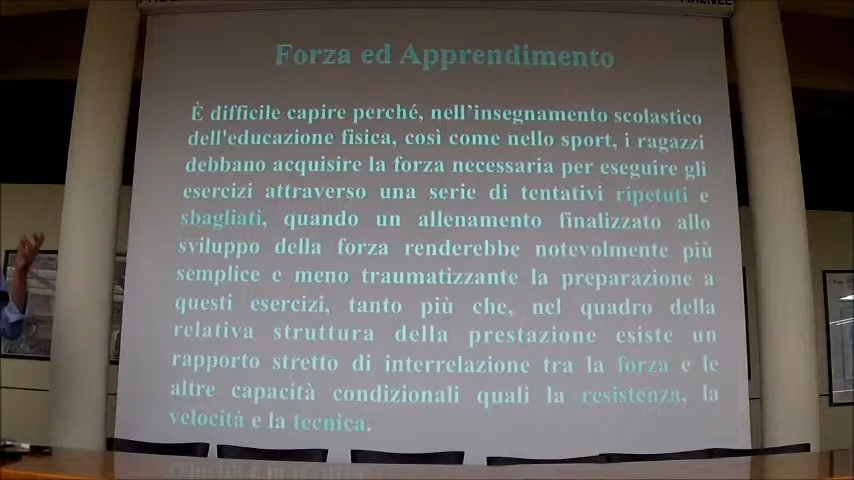 Forza ed Apprendimento
È difficile capire perché, nell'insegnamento scolastico
dell'educazione fisica, così come nello sport, i ragazzi
debbano acquisire la forza necessaria per eseguire gli
esercizi attraverso una serie di tentativi ripetuti e
sbagliati, quando un allenamento finalizzato allo
sviluppo della forza renderebbe notevolmente più
semplice e meno traumatizzante la preparazione a
questi esercizi, tanto più che, nel quadro della
relativa struttura della prestazione esiste un
rapporto stretto di interrelazione tra la forza e le
altre capacità condizionali quali la resistenza, la
velocità e la tecnica.